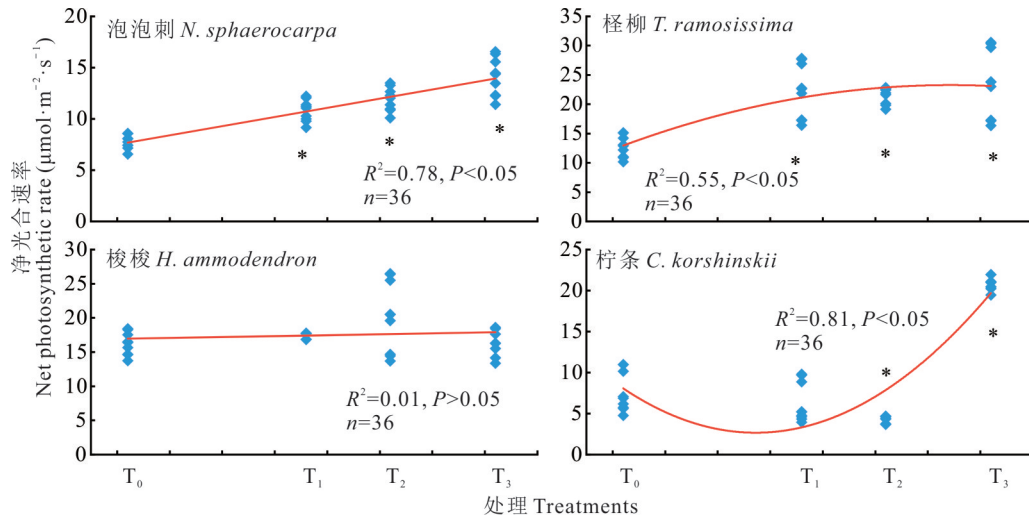 净光合速率
Net photosynthetic rate (μmol·m⁻²·s⁻¹)
20
15
10
5
0
泡泡刺 N. sphaerocarpa
*
*
*
R²=0.78, P<0.05
n=36
35
30
25
20
15
10
5
0
柽柳 T. ramosissima
*
*
*
R²=0.55, P<0.05
n=36
30
25
20
15
10
5
0
梭梭 H. ammodendron
R²=0.01, P>0.05
n=36
T₀ T₁ T₂ T₃
25
20
15
10
5
0
柠条 C. korshinskii
R²=0.81, P<0.05
n=36
*
*
T₀ T₁ T₂ T₃
处理 Treatments